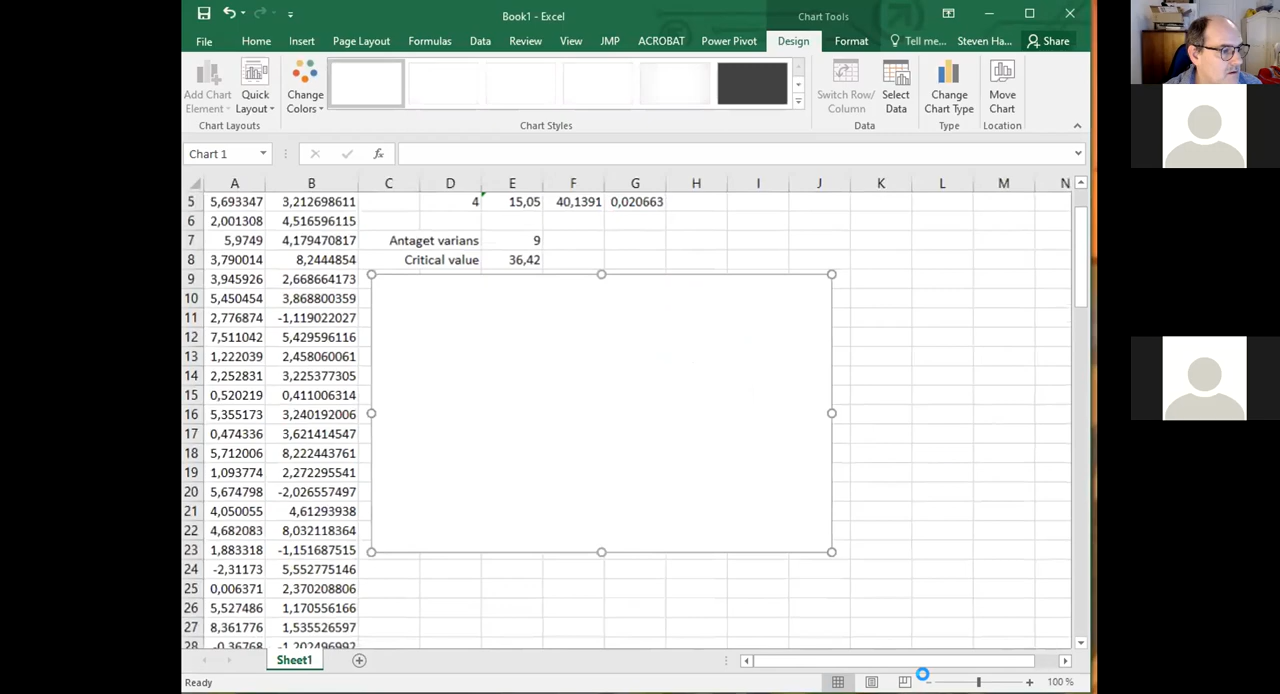 Book1 - Excel
Chart Tools
File Home Insert Page Layout Formulas Data Review View JMP ACROBAT Power Pivot Design Format Tell me... Steven Ha... Share
Add Chart Element
Quick Layout
Change Colors
Switch Row/ Column
Select Data
Change Chart Type
Move Chart
Chart Layouts Chart Styles Data Type Location
Chart 1 fx
A B C D E F G H I J K L M N
5 5,693347 3,212698611 4 15,05 40,1391 0,020663
6 2,001308 4,516596115
7 5,9749 4,179470817 Antaget varians 9
8 3,790014 8,2444854 Critical value 36,42
9 3,945926 2,668664173
10 5,450454 3,868800359
11 2,776874 -1,119022027
12 7,511042 5,429596116
13 1,222039 2,458060061
14 2,252831 3,225377305
15 0,520219 0,411006314
16 5,355173 3,240192006
17 0,474336 3,621414547
18 5,712006 8,222443761
19 1,093774 2,272295541
20 5,674798 -2,026557497
21 4,050055 4,61293938
22 4,682083 8,032118364
23 1,883318 -1,151687515
24 -2,31173 5,552775146
25 0,006371 2,370208806
26 5,527486 1,170556166
27 8,361776 1,535526597
28 -0,36768 -1,202496992
Sheet1
Ready 100 %